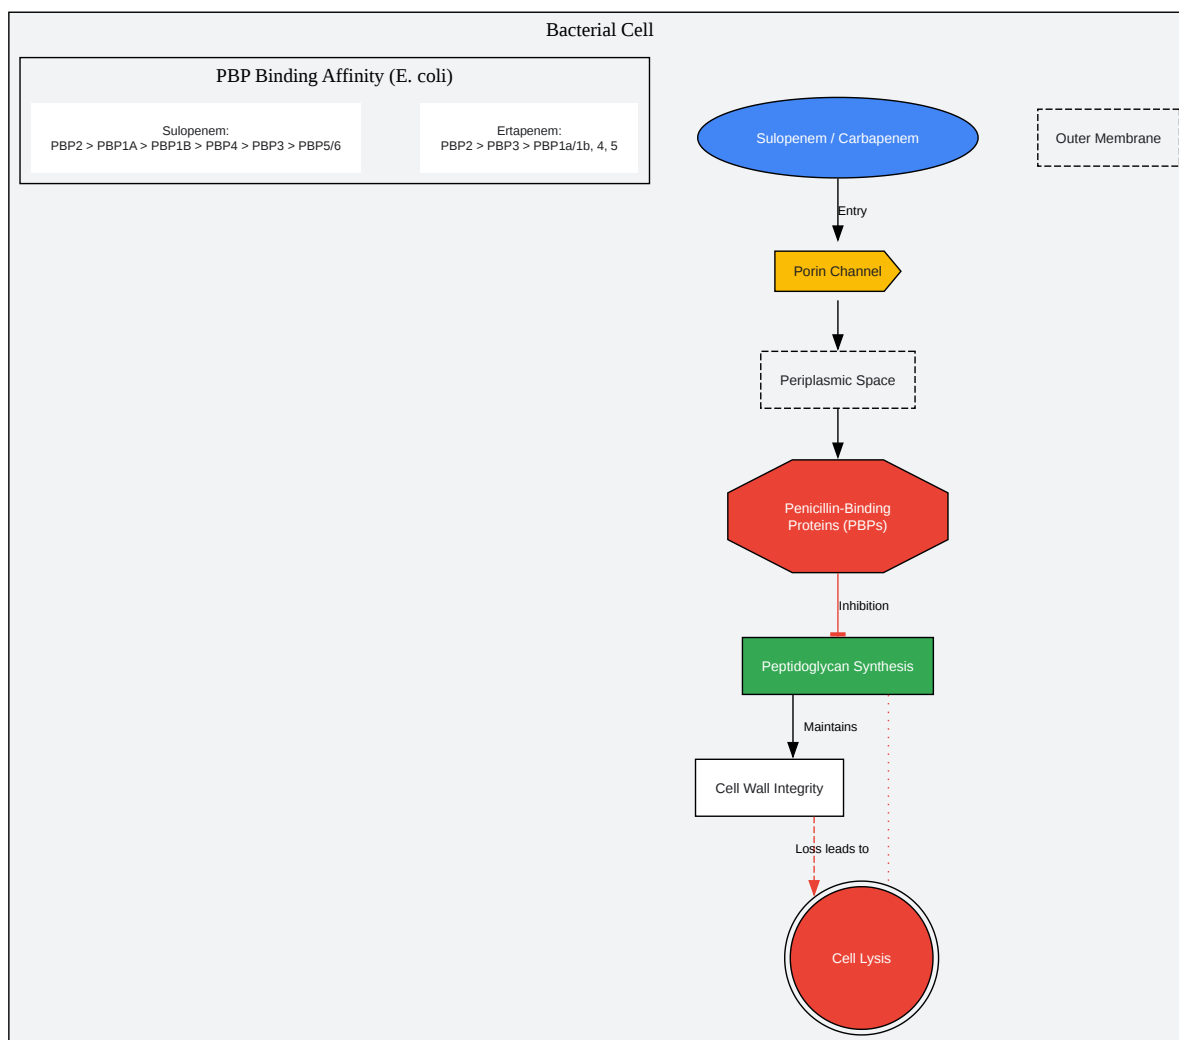 Bacterial Cell
PBP Binding Affinity (E. coli)
Sulopenem:
PBP2 > PBP1A > PBP1B > PBP4 > PBP3 > PBP5/6
Ertapenem:
PBP2 > PBP3 > PBP1a/1b, 4, 5
Sulopenem / Carbapenem
Outer Membrane
Entry
Porin Channel
Periplasmic Space
Penicillin-Binding
Proteins (PBPs)
Inhibition
Peptidoglycan Synthesis
Maintains
Cell Wall Integrity
Loss leads to
Cell Lysis